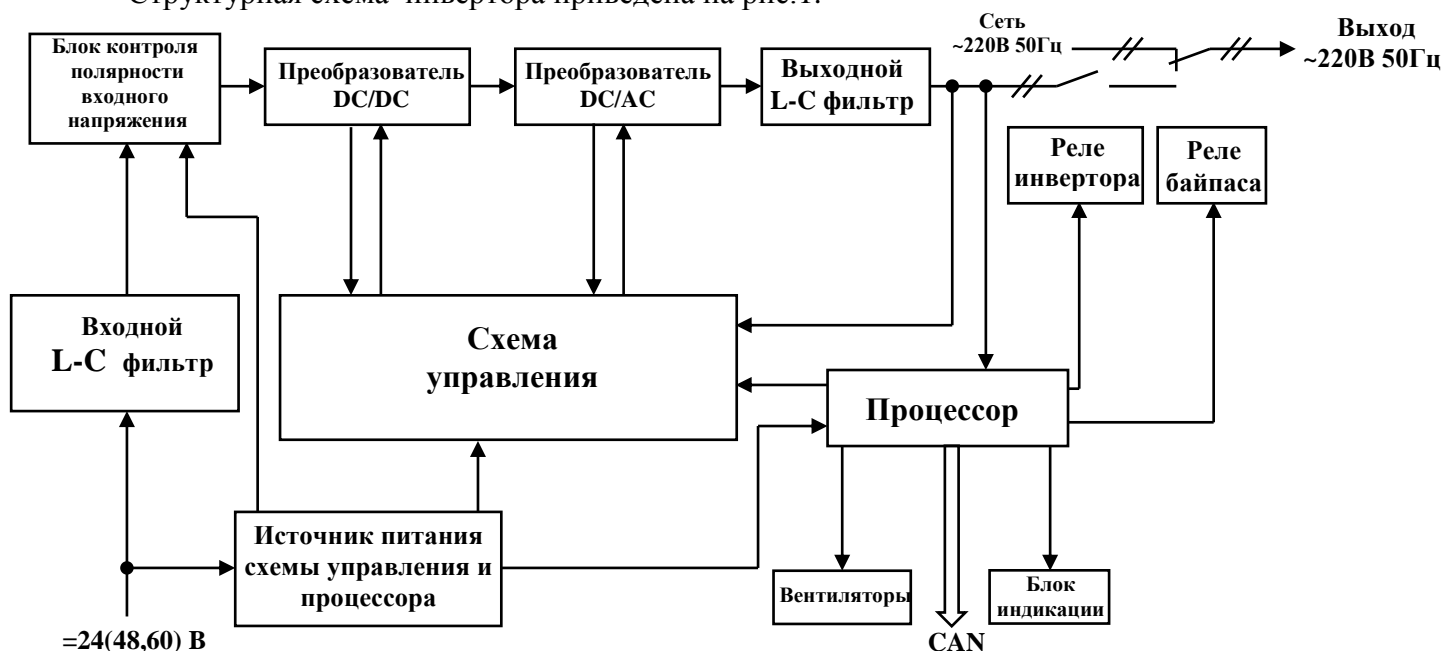 Структурная схема инвертора приведена на рис.1.
Сеть
~220В 50Гц
Выход
~220В 50Гц
Блок контроля
полярности
входного
напряжения
Преобразователь
DC/DC
Преобразователь
DC/AC
Выходной
L-C фильтр
Реле
инвертора
Реле
байпаса
Входной
L-C фильтр
Схема
управления
Процессор
Источник питания
схемы управления и
процессора
Вентиляторы
Блок
индикации
=24(48,60) В
CAN